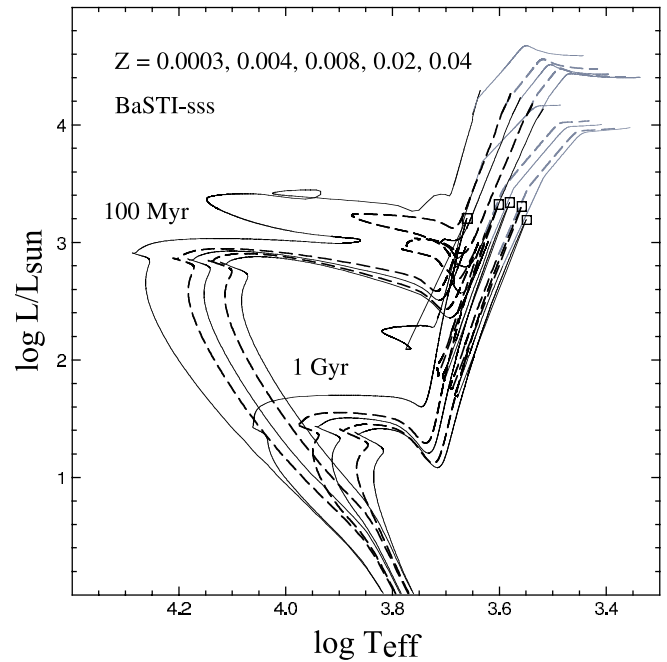 Z = 0.0003, 0.004, 0.008, 0.02, 0.04
BaSTI-sss
4
100 Myr
3
log L/Lsun
2
1 Gyr
1
4.2 4.0 3.8 3.6 3.4
log Teff